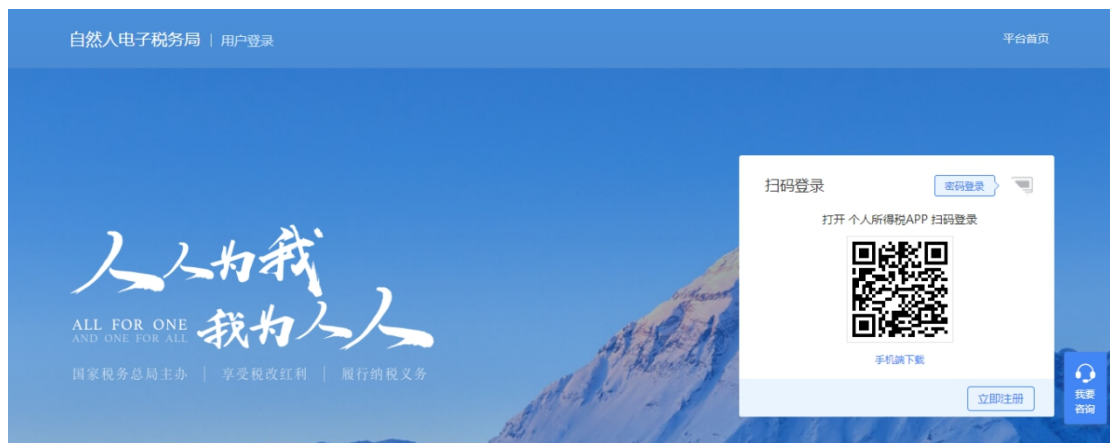 自然人电子税务局 | 用户登录
平台首页
扫码登录
密码登录
打开 个人所得税APP 扫码登录
手机端下载
立即注册
人人为我
ALL FOR ONE
AND ONE FOR ALL
我为人人
国家税务总局主办 | 享受税改红利 | 履行纳税义务
我要
咨询